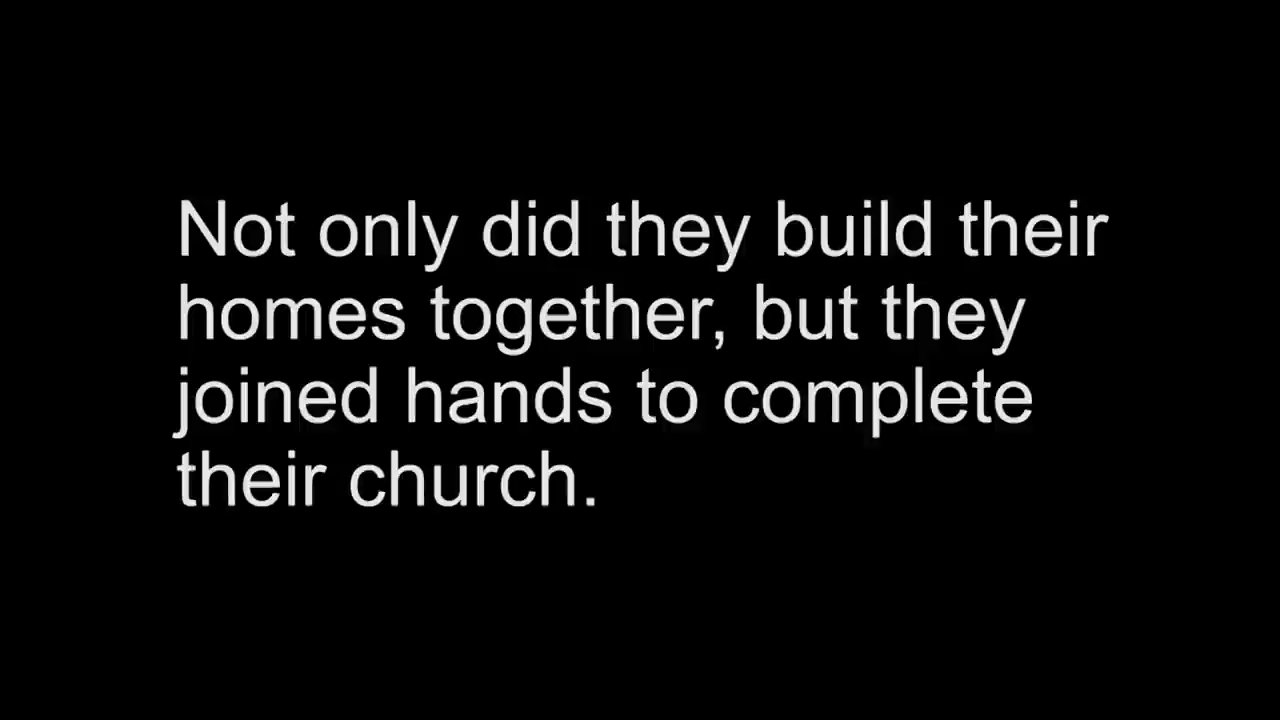 Not only did they build their
homes together, but they
joined hands to complete
their church.